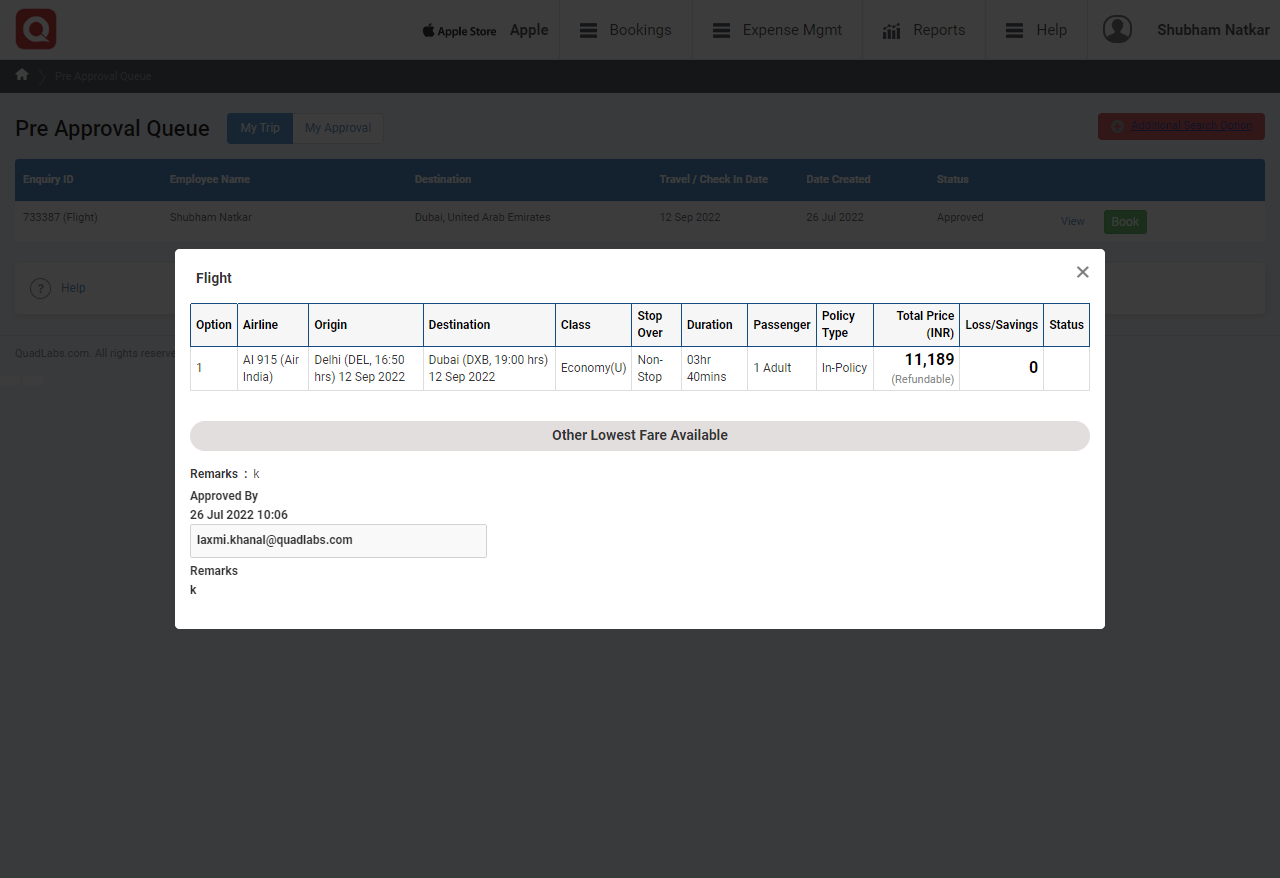 Apple Store Apple Bookings Expense Mgmt Reports Help Shubham Natkar
Pre Approval Queue
Pre Approval Queue My Trip My Approval Additional Search Option
Enquiry ID Employee Name Destination Travel / Check In Date Date Created Status
733387 (Flight) Shubham Natkar Dubai, United Arab Emirates 12 Sep 2022 26 Jul 2022 Approved View Book
Help
QuadLabs.com. All rights reserve
Flight
Option Airline Origin Destination Class Stop Over Duration Passenger Policy Type Total Price (INR) Loss/Savings Status
1 AI 915 (Air India) Delhi (DEL, 16:50 hrs) 12 Sep 2022 Dubai (DXB, 19:00 hrs) 12 Sep 2022 Economy(U) Non-Stop 03hr 40mins 1 Adult In-Policy 11,189 (Refundable) 0
Other Lowest Fare Available
Remarks : k
Approved By
26 Jul 2022 10:06
laxmi.khanal@quadlabs.com
Remarks
k